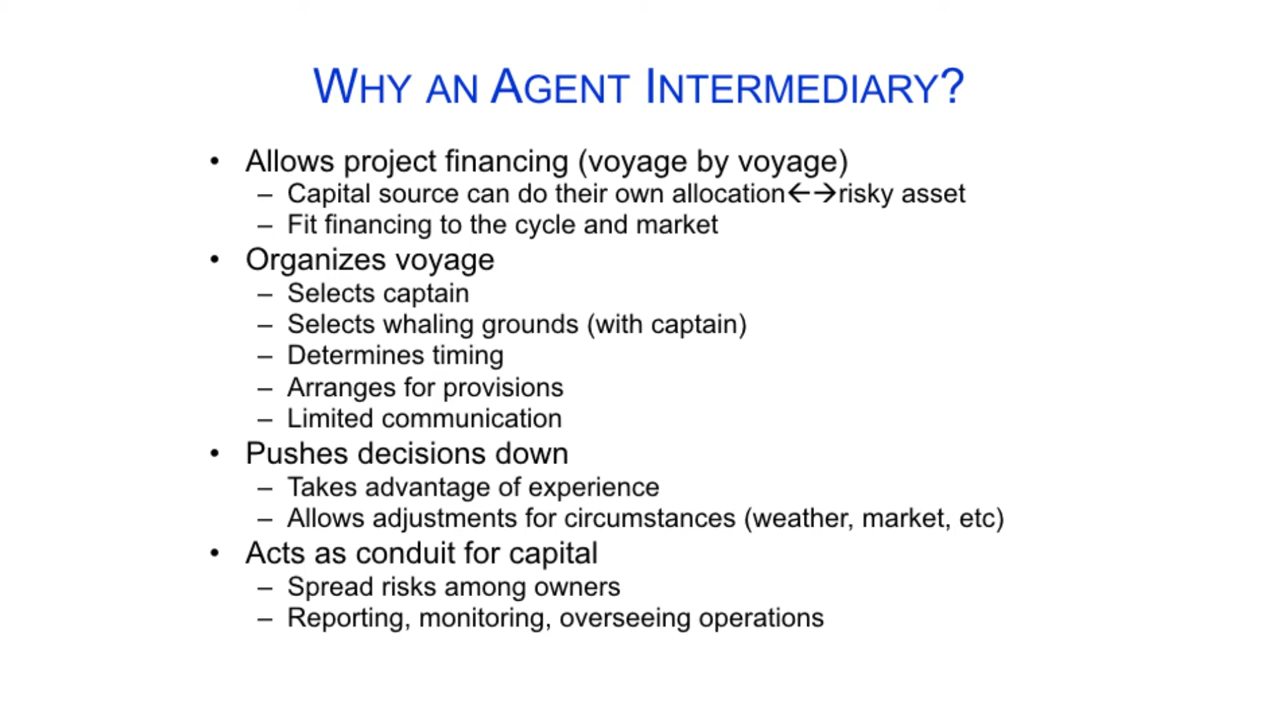 WHY AN AGENT INTERMEDIARY?
• Allows project financing (voyage by voyage)
– Capital source can do their own allocation←→risky asset
– Fit financing to the cycle and market
• Organizes voyage
– Selects captain
– Selects whaling grounds (with captain)
– Determines timing
– Arranges for provisions
– Limited communication
• Pushes decisions down
– Takes advantage of experience
– Allows adjustments for circumstances (weather, market, etc)
• Acts as conduit for capital
– Spread risks among owners
– Reporting, monitoring, overseeing operations